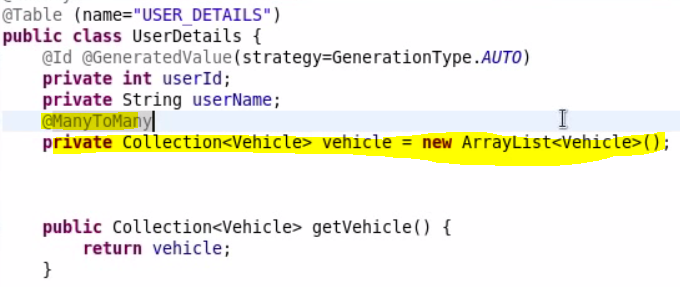 @Table (name="USER_DETAILS")
public class UserDetails {
@Id @GeneratedValue(strategy=GenerationType.AUTO)
private int userId;
private String userName;
@ManyToMany
private Collection<Vehicle> vehicle = new ArrayList<Vehicle>();
public Collection<Vehicle> getVehicle() {
return vehicle;
}